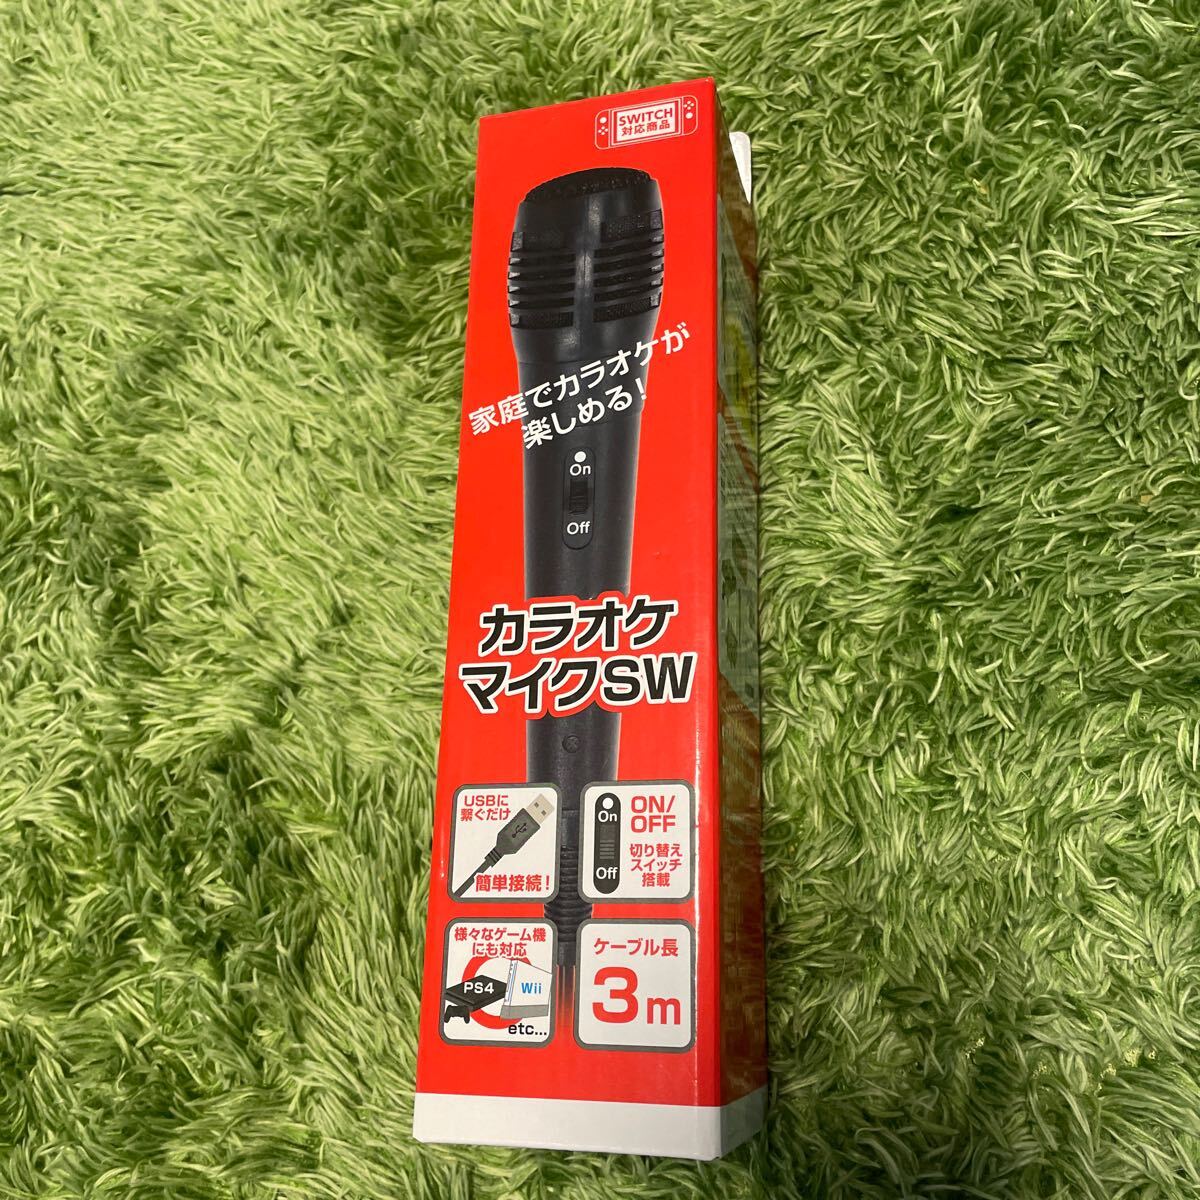 SWITCH
対応商品
家庭でカラオケが
楽しめる!
On
Off
カラオケ
マイクSW
USBに
繋ぐだけ
簡単接続!
On
Off
ON/
OFF
切り替え
スイッチ
搭載
様々なゲーム機
にも対応
PS4
Wii
etc...
ケーブル長
3m